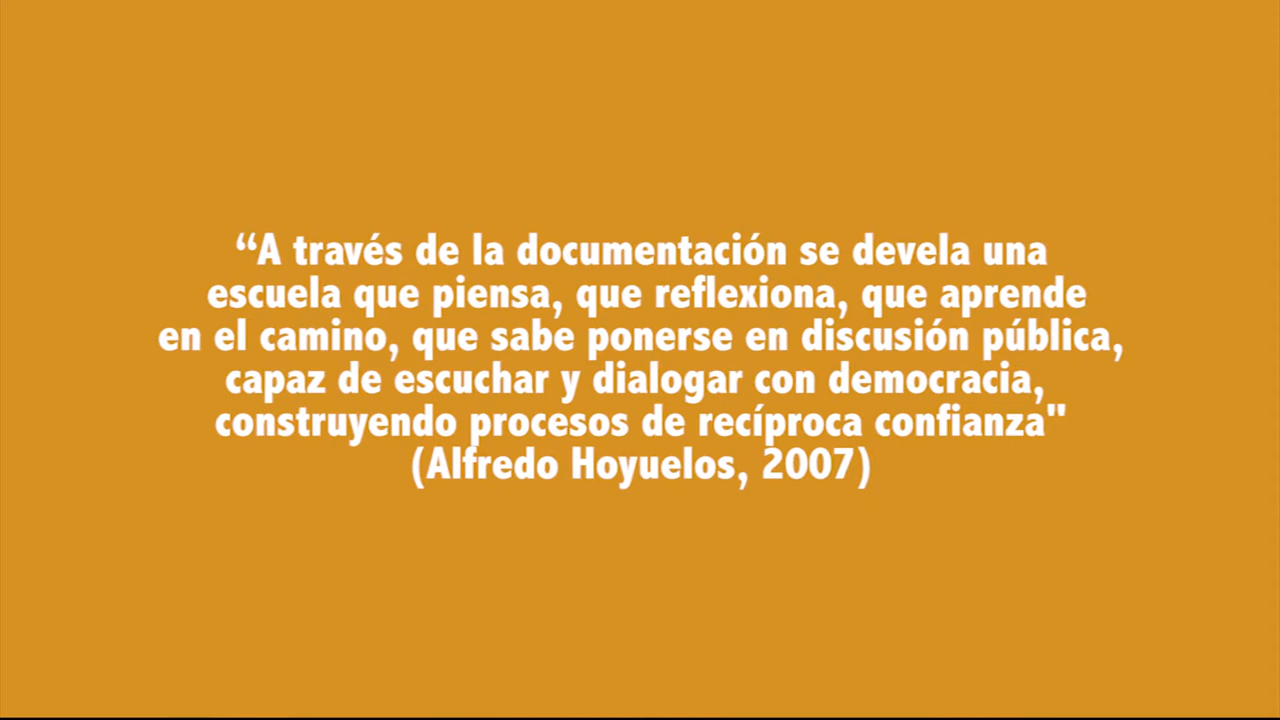 “A través de la documentación se devela una
escuela que piensa, que reflexiona, que aprende
en el camino, que sabe ponerse en discusión pública,
capaz de escuchar y dialogar con democracia,
construyendo procesos de recíproca confianza"
(Alfredo Hoyuelos, 2007)